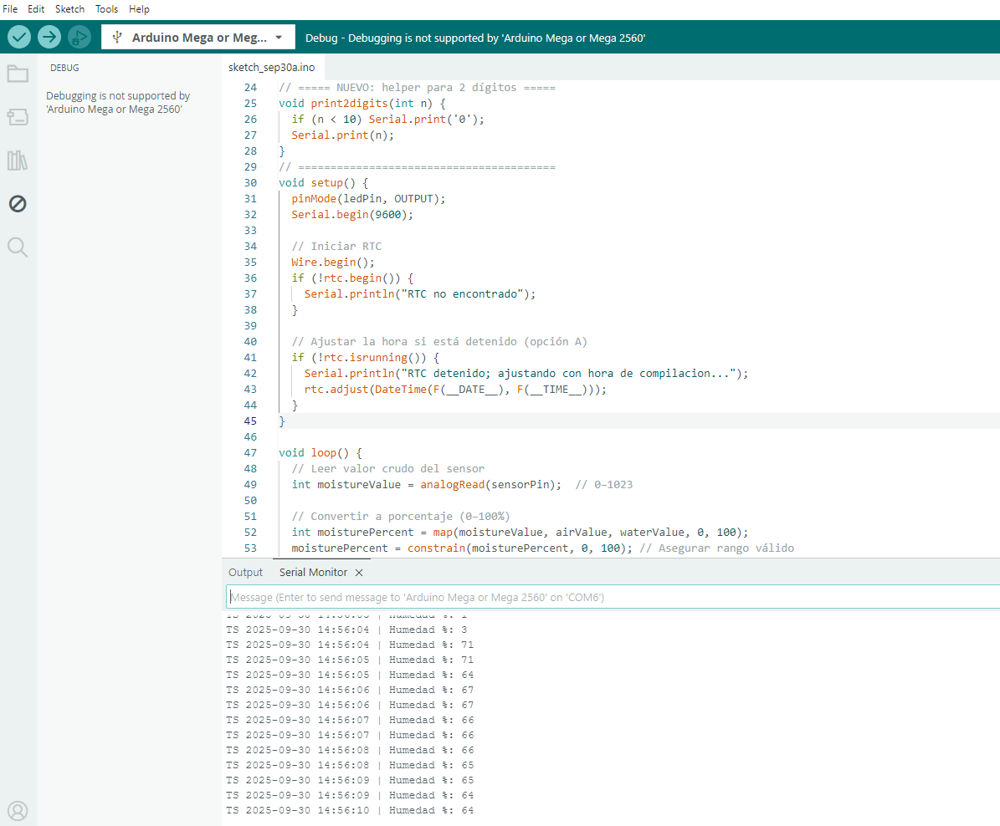 File Edit Sketch Tools Help
Arduino Mega or Meg...
Debug - Debugging is not supported by 'Arduino Mega or Mega 2560'
DEBUG
Debugging is not supported by
'Arduino Mega or Mega 2560'
sketch_sep30a.ino
24 // ===== NUEVO: helper para 2 dígitos =====
25 void print2digits(int n) {
26 if (n < 10) Serial.print('0');
27 Serial.print(n);
28 }
29 // ========================================
30 void setup() {
31 pinMode(ledPin, OUTPUT);
32 Serial.begin(9600);
33
34 // Iniciar RTC
35 Wire.begin();
36 if (!rtc.begin()) {
37 Serial.println("RTC no encontrado");
38 }
39
40 // Ajustar la hora si está detenido (opción A)
41 if (!rtc.isrunning()) {
42 Serial.println("RTC detenido; ajustando con hora de compilacion...");
43 rtc.adjust(DateTime(F(__DATE__), F(__TIME__)));
44 }
45 }
46
47 void loop() {
48 // Leer valor crudo del sensor
49 int moistureValue = analogRead(sensorPin); // 0–1023
50
51 // Convertir a porcentaje (0–100%)
52 int moisturePercent = map(moistureValue, airValue, waterValue, 0, 100);
53 moisturePercent = constrain(moisturePercent, 0, 100); // Asegurar rango válido
Output Serial Monitor
Message (Enter to send message to 'Arduino Mega or Mega 2560' on 'COM6')
TS 2025-09-30 14:56:04 | Humedad %: 3
TS 2025-09-30 14:56:04 | Humedad %: 71
TS 2025-09-30 14:56:05 | Humedad %: 71
TS 2025-09-30 14:56:05 | Humedad %: 64
TS 2025-09-30 14:56:06 | Humedad %: 67
TS 2025-09-30 14:56:06 | Humedad %: 67
TS 2025-09-30 14:56:07 | Humedad %: 66
TS 2025-09-30 14:56:07 | Humedad %: 66
TS 2025-09-30 14:56:08 | Humedad %: 66
TS 2025-09-30 14:56:08 | Humedad %: 65
TS 2025-09-30 14:56:09 | Humedad %: 65
TS 2025-09-30 14:56:09 | Humedad %: 64
TS 2025-09-30 14:56:10 | Humedad %: 64